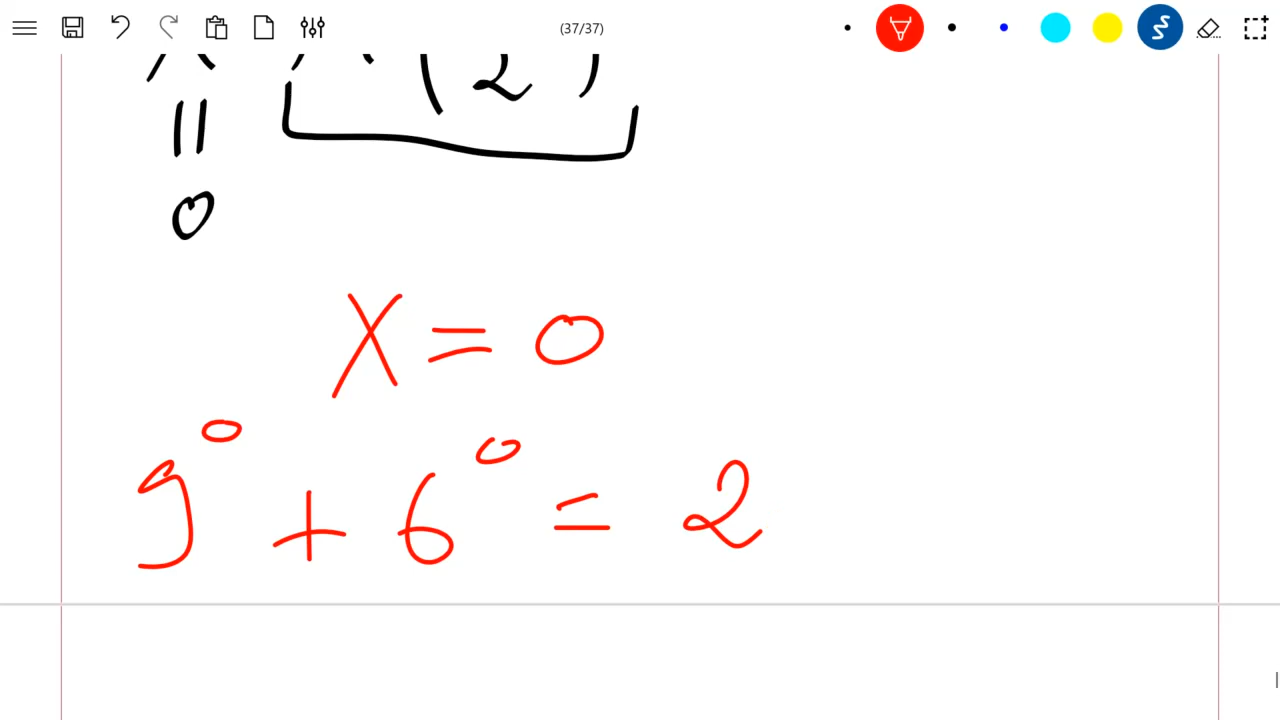 (37/37)
( 2 )
||
0
X = 0
9⁰ + 6⁰ = 2